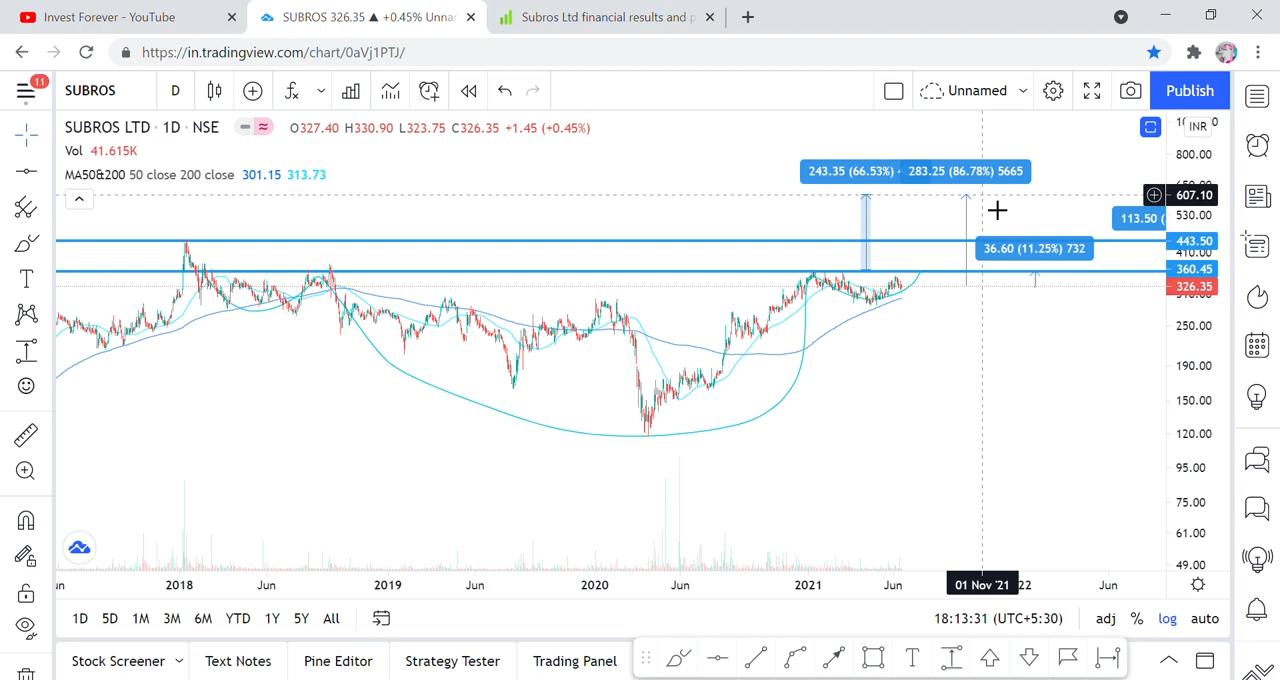 Invest Forever - YouTube
SUBROS 326.35 ▲ +0.45% Unnar
Subros Ltd financial results and p
https://in.tradingview.com/chart/0aVj1PTJ/
11
SUBROS
D
Unnamed
Publish
SUBROS LTD · 1D · NSE
O327.40 H330.90 L323.75 C326.35 +1.45 (+0.45%)
INR
Vol 41.615K
800.00
MA50&200 50 close 200 close 301.15 313.73
243.35 (66.53%)
283.25 (86.78%) 5665
607.10
530.00
113.50
443.50
36.60 (11.25%) 732
410.00
360.45
326.35
250.00
190.00
150.00
120.00
95.00
75.00
61.00
49.00
2018 Jun 2019 Jun 2020 Jun 2021 Jun 01 Nov '21 22 Jun
1D 5D 1M 3M 6M YTD 1Y 5Y All
18:13:31 (UTC+5:30) adj % log auto
Stock Screener Text Notes Pine Editor Strategy Tester Trading Panel